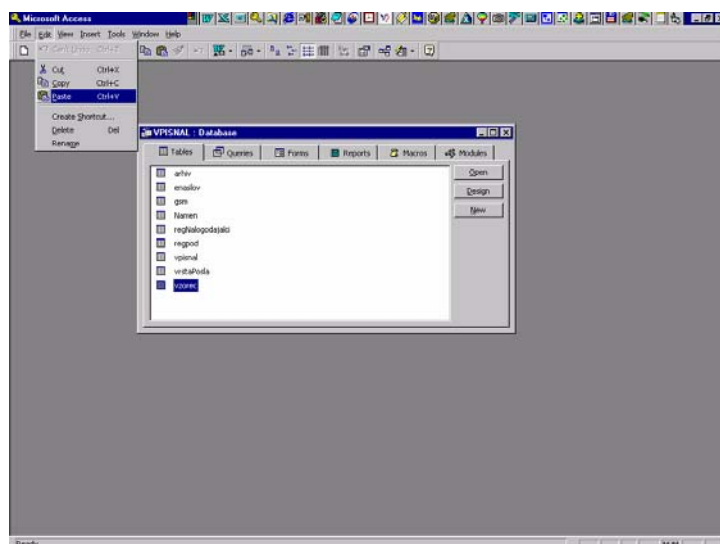 Microsoft Access
File Edit View Insert Tools Window Help
Cut Ctrl+X
Copy Ctrl+C
Paste Ctrl+V
Create Shortcut...
Delete Del
Rename
VPISNAL : Database
Tables Queries Forms Reports Macros Modules
arhiv
enaslov
gsm
Namen
regNalogodajalci
regpod
vpisnal
vrstaPosla
vzorec
Open
Design
New
Ready
NUM